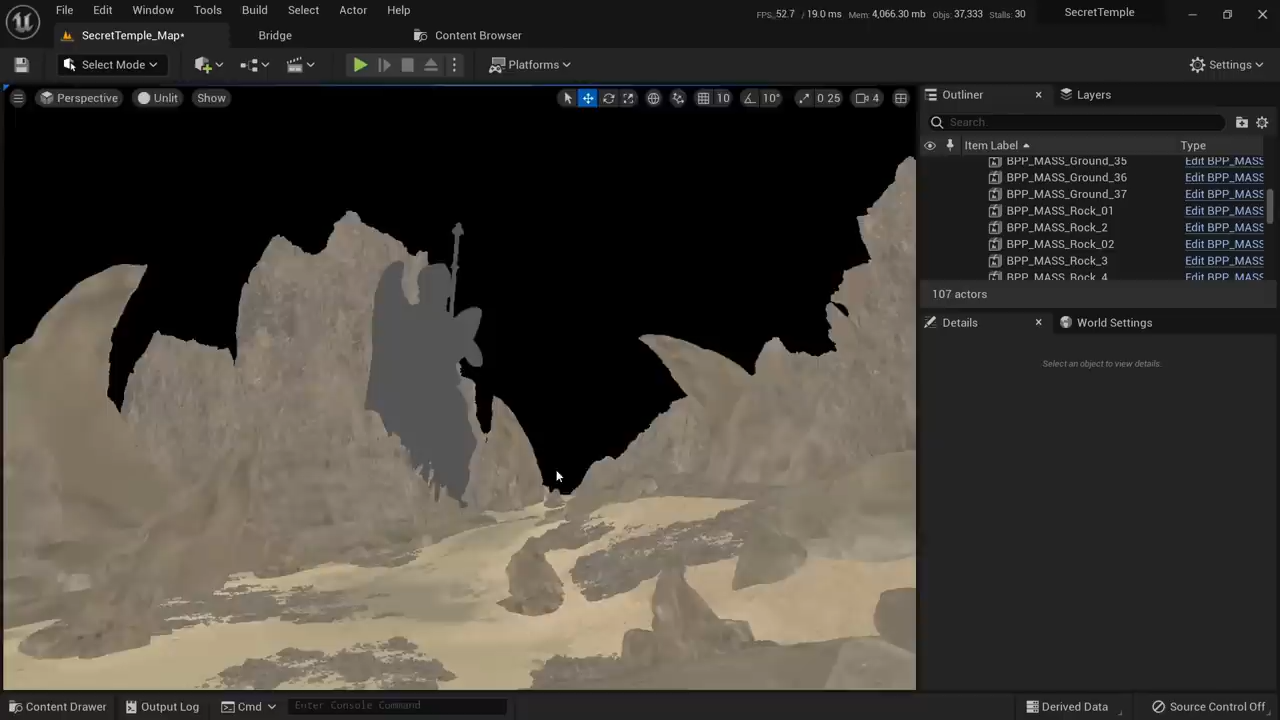 File Edit Window Tools Build Select Actor Help
FPS: 52.7 / 19.0 ms Mem: 4,066.30 mb Objs: 37,333 Stalls: 30
SecretTemple
SecretTemple_Map*
Bridge
Content Browser
Select Mode
Platforms
Settings
Perspective
Unlit
Show
10
10°
0.25
4
Outliner
Layers
Search
Item Label
Type
BPP_MASS_Ground_35 Edit BPP_MASS
BPP_MASS_Ground_36 Edit BPP_MASS
BPP_MASS_Ground_37 Edit BPP_MASS
BPP_MASS_Rock_01 Edit BPP_MASS
BPP_MASS_Rock_2 Edit BPP_MASS
BPP_MASS_Rock_02 Edit BPP_MASS
BPP_MASS_Rock_3 Edit BPP_MASS
BPP_MASS_Rock_4 Edit BPP_MASS
107 actors
Details
World Settings
Select an object to view details.
Content Drawer
Output Log
Cmd
Enter Console Command
Derived Data
Source Control Off